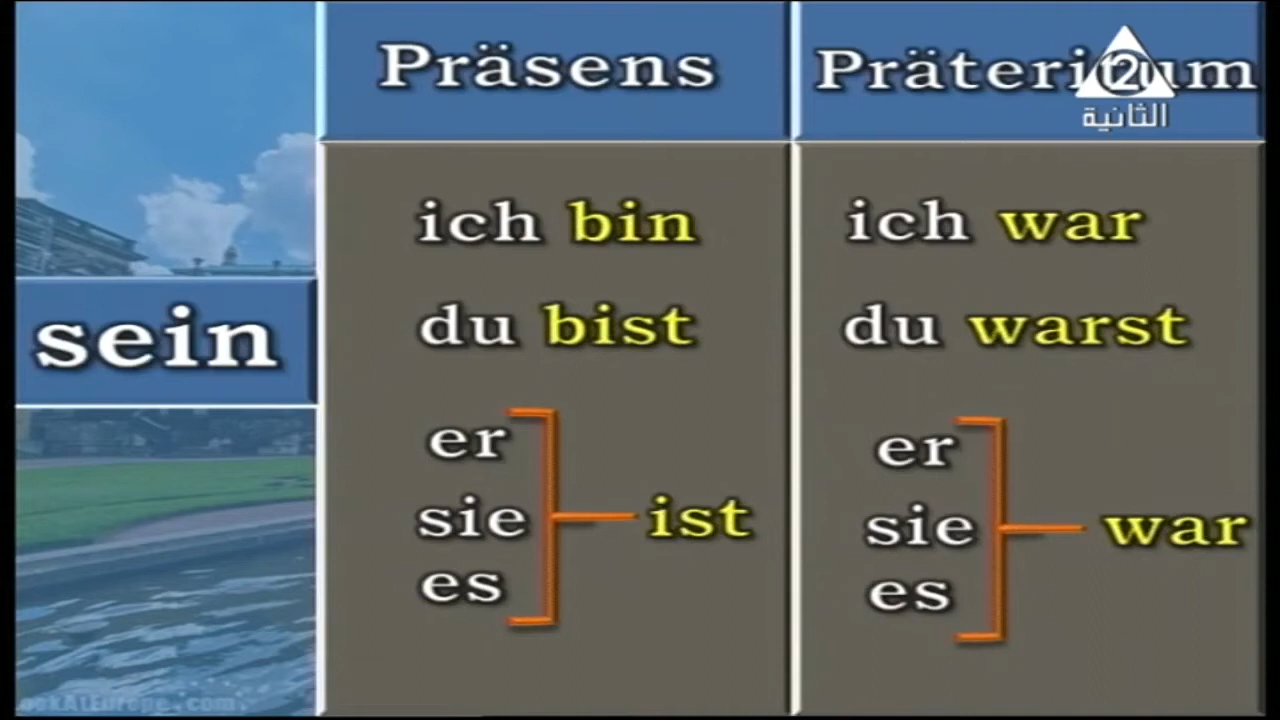 Präsens
Präteritum
2
الثانية
sein
ich bin
du bist
er
sie
es
ist
ich war
du warst
er
sie
es
war